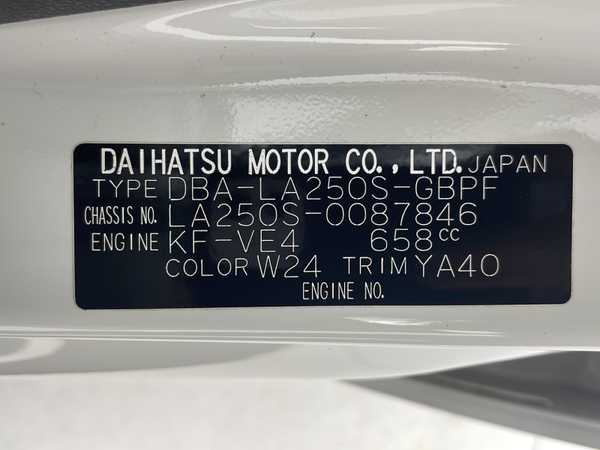 DAIHATSU MOTOR CO.,LTD. JAPAN
TYPE DBA-LA250S-GBPF
CHASSIS NO. LA250S-0087846
ENGINE KF-VE4 658cc
COLOR W24 TRIM YA40
ENGINE NO.